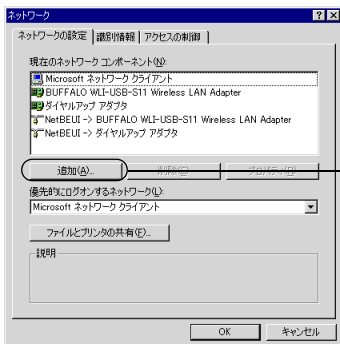 ネットワーク
ネットワークの設定 識別情報 アクセスの制御
現在のネットワーク コンポーネント(N):
Microsoft ネットワーク クライアント
BUFFALO WLI-USB-S11 Wireless LAN Adapter
ダイヤルアップ アダプタ
NetBEUI -> BUFFALO WLI-USB-S11 Wireless LAN Adapter
NetBEUI -> ダイヤルアップ アダプタ
追加(A)... 削除(E) プロパティ(R)
優先的にログオンするネットワーク(L):
Microsoft ネットワーク クライアント
ファイルとプリンタの共有(F)...
説明
OK キャンセル